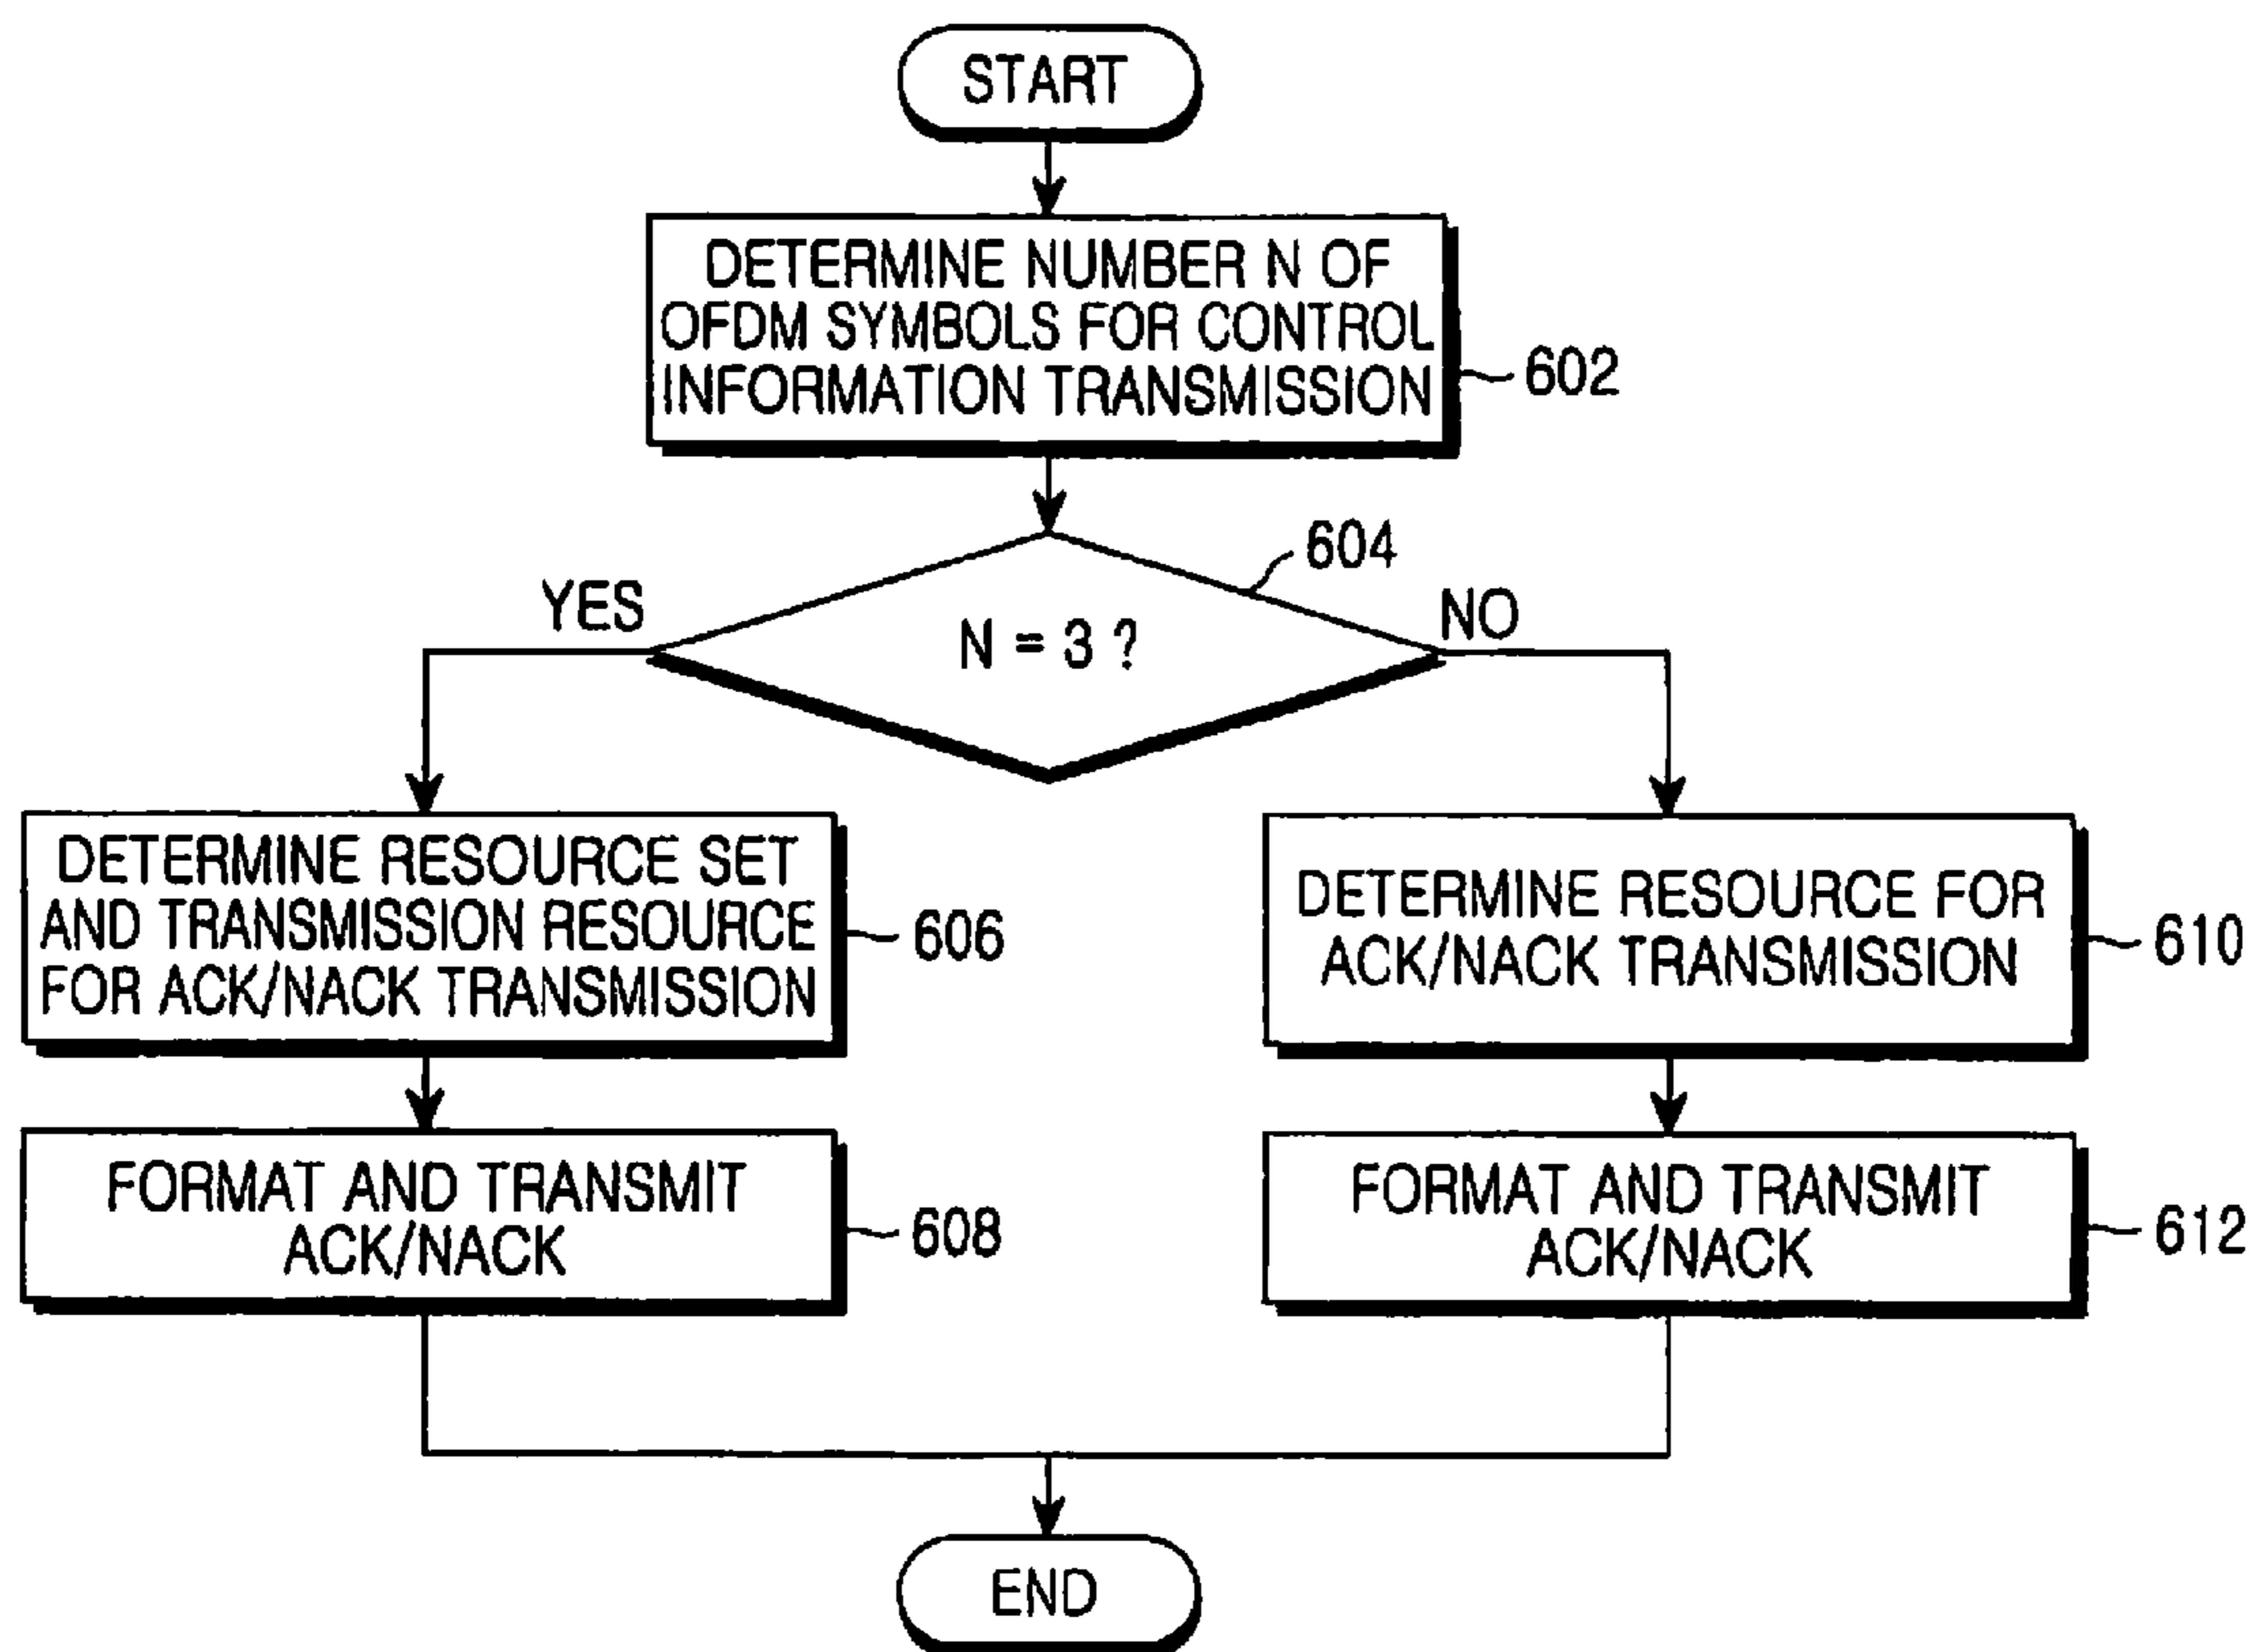 START
DETERMINE NUMBER N OF
OFDM SYMBOLS FOR CONTROL
INFORMATION TRANSMISSION
602
604
YES
N = 3 ?
NO
DETERMINE RESOURCE SET
AND TRANSMISSION RESOURCE
FOR ACK/NACK TRANSMISSION
606
DETERMINE RESOURCE FOR
ACK/NACK TRANSMISSION
610
FORMAT AND TRANSMIT
ACK/NACK
608
FORMAT AND TRANSMIT
ACK/NACK
612
END